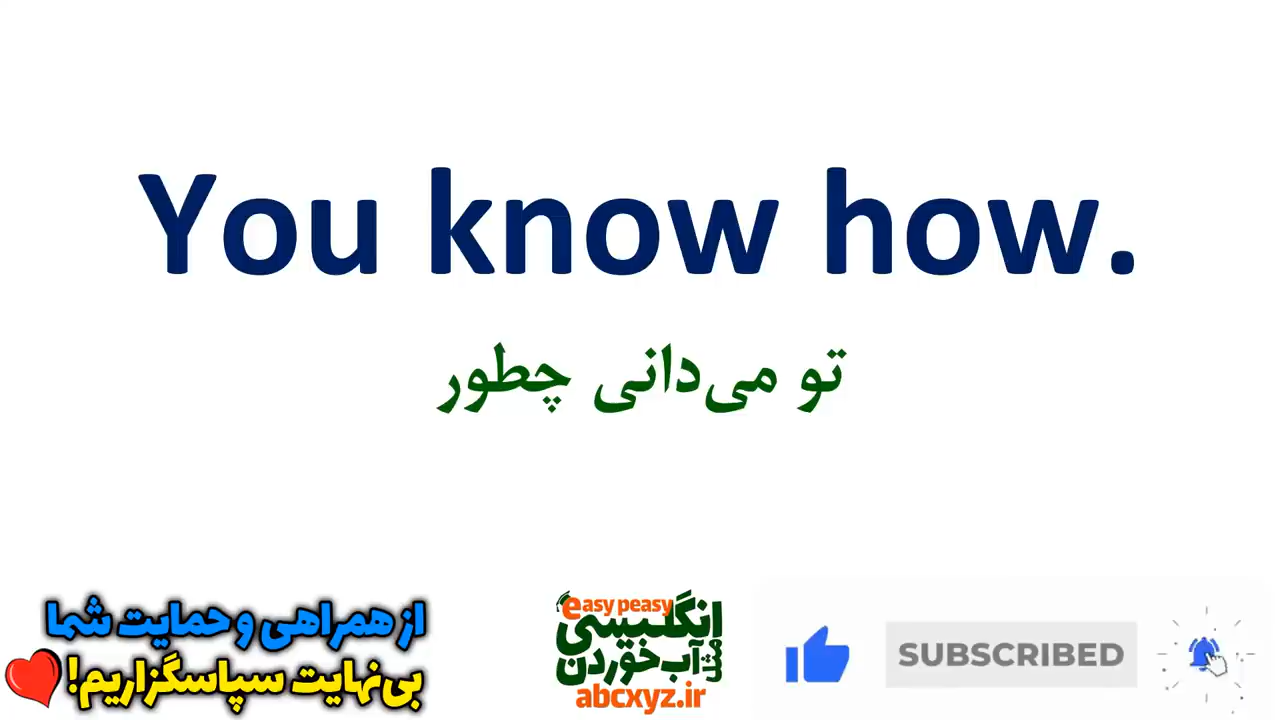 You know how.
تو می‌دانی چطور
از همراهی و حمایت شما
بی‌نهایت سپاسگزاریم!
easy peasy
انگلیسی
مثل آب خوردن
abcxyz.ir
SUBSCRIBED